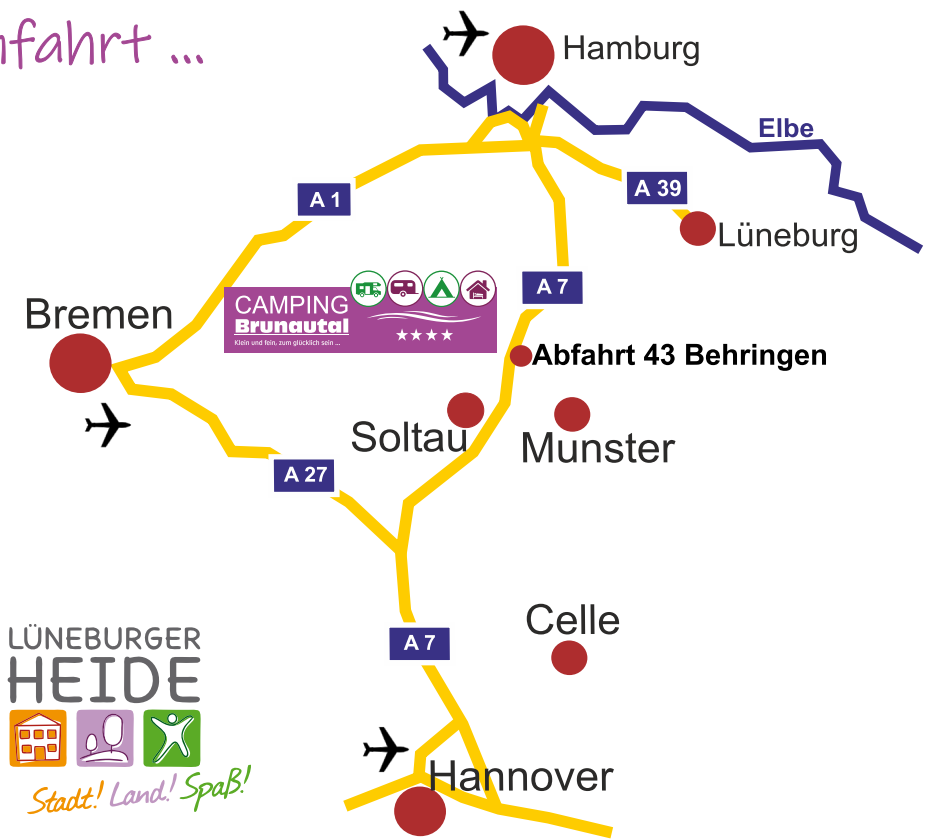 nfahrt ...
Hamburg
Elbe
A 39
A 1
Lüneburg
A 7
CAMPING
Brunautal
Klein und fein, zum glücklich sein ...
Bremen
Abfahrt 43 Behringen
Soltau
Munster
A 27
Celle
A 7
LÜNEBURGER
HEIDE
Stadt! Land! Spaß!
Hannover